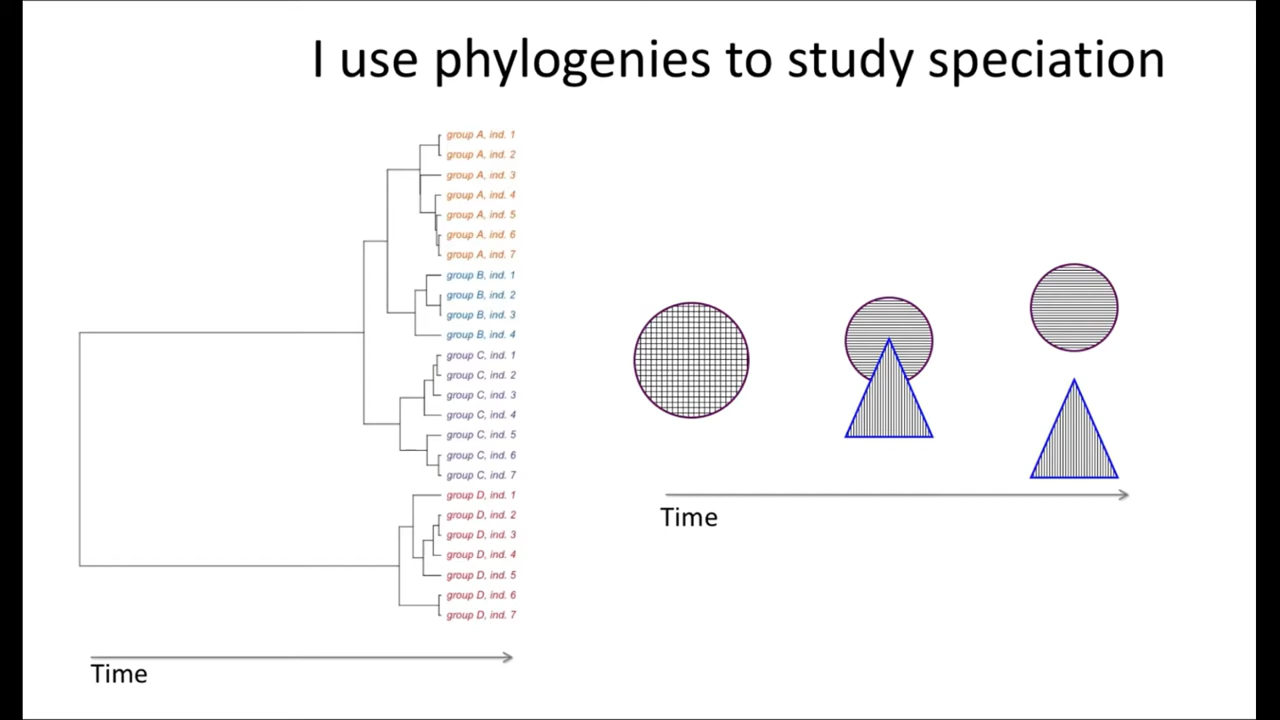 I use phylogenies to study speciation
group A, ind. 1
group A, ind. 2
group A, ind. 3
group A, ind. 4
group A, ind. 5
group A, ind. 6
group A, ind. 7
group B, ind. 1
group B, ind. 2
group B, ind. 3
group B, ind. 4
group C, ind. 1
group C, ind. 2
group C, ind. 3
group C, ind. 4
group C, ind. 5
group C, ind. 6
group C, ind. 7
group D, ind. 1
group D, ind. 2
group D, ind. 3
group D, ind. 4
group D, ind. 5
group D, ind. 6
group D, ind. 7
Time
Time